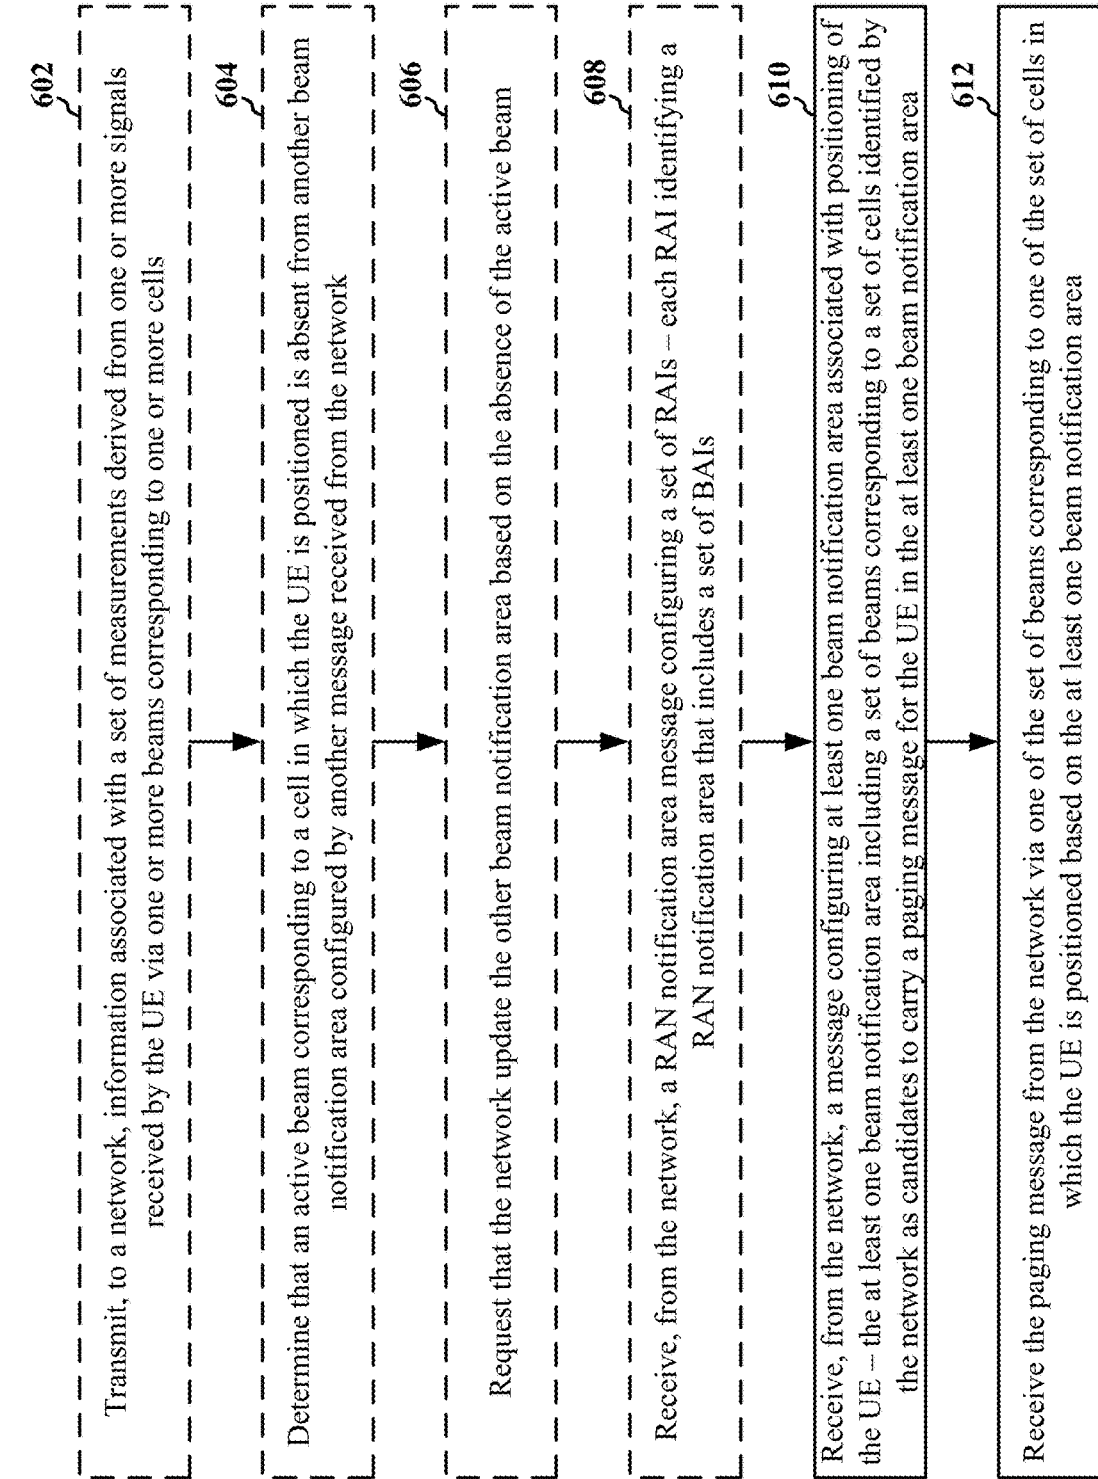 602
Transmit, to a network, information associated with a set of measurements derived from one or more signals
received by the UE via one or more beams corresponding to one or more cells
604
Determine that an active beam corresponding to a cell in which the UE is positioned is absent from another beam
notification area configured by another message received from the network
606
Request that the network update the other beam notification area based on the absence of the active beam
608
Receive, from the network, a RAN notification area message configuring a set of RAIs – each RAI identifying a
RAN notification area that includes a set of BAIs
610
Receive, from the network, a message configuring at least one beam notification area associated with positioning of
the UE – the at least one beam notification area including a set of beams corresponding to a set of cells identified by
the network as candidates to carry a paging message for the UE in the at least one beam notification area
612
Receive the paging message from the network via one of the set of beams corresponding to one of the set of cells in
which the UE is positioned based on the at least one beam notification area